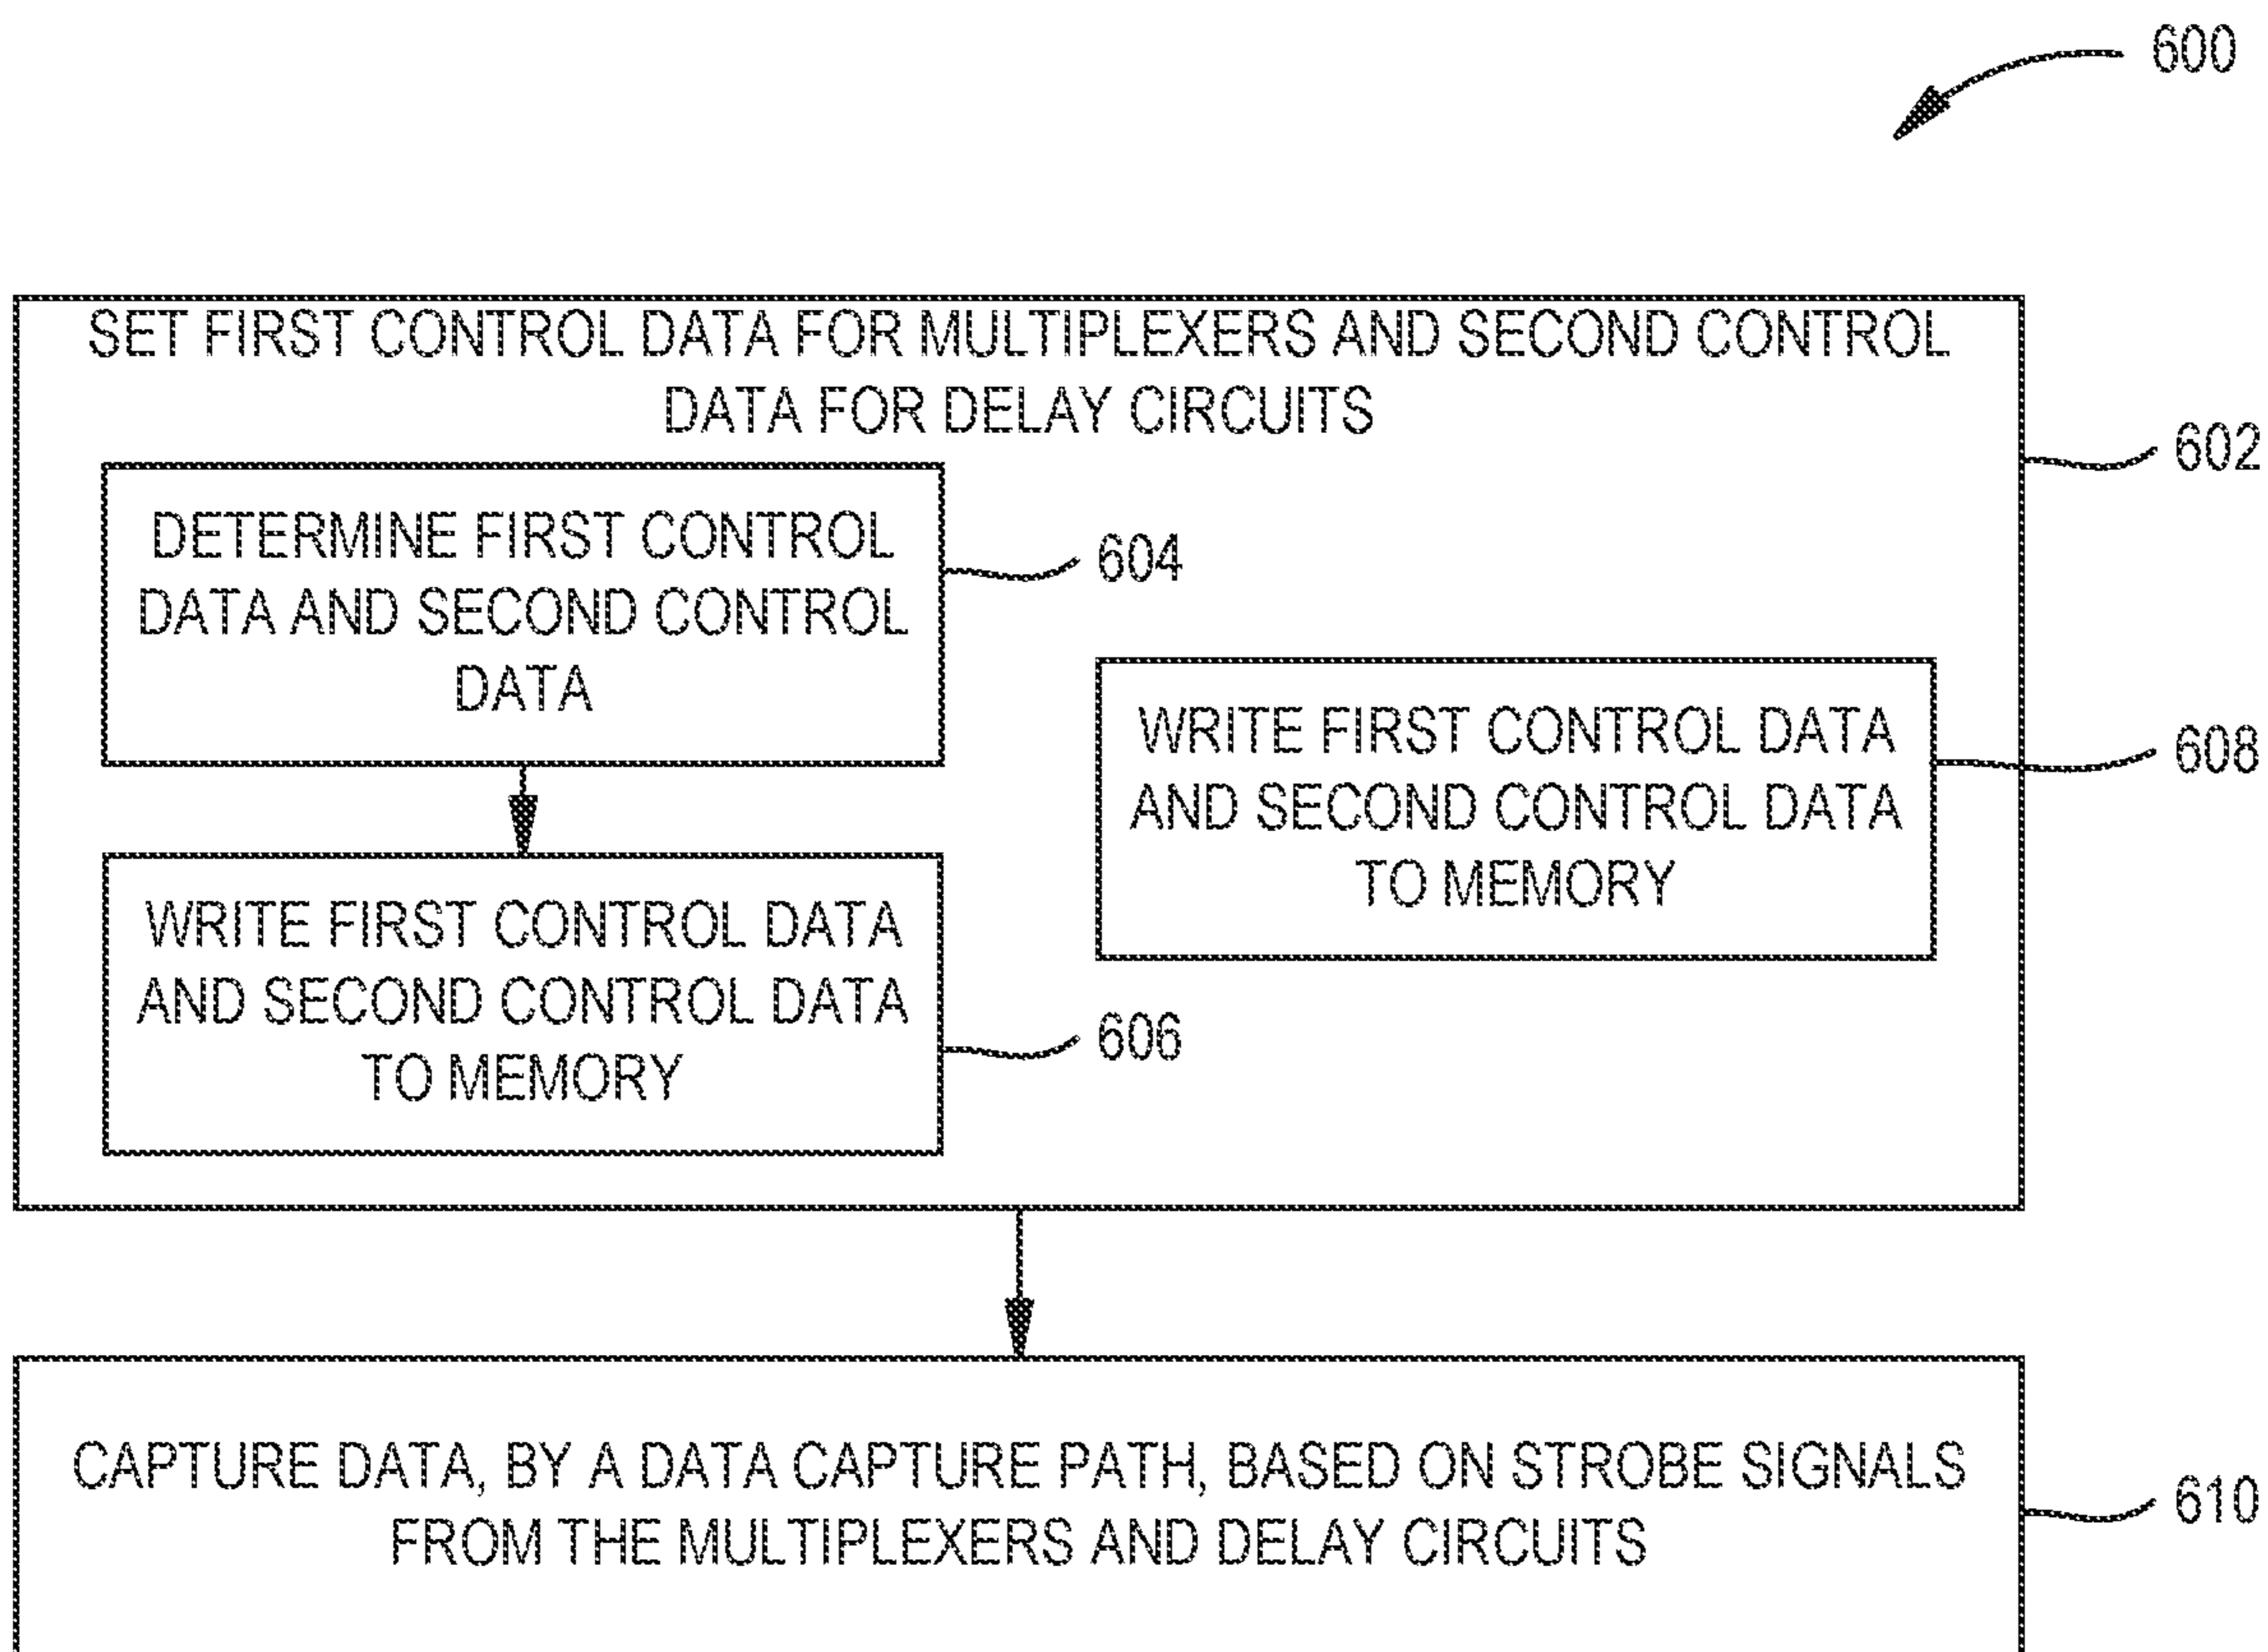 600
SET FIRST CONTROL DATA FOR MULTIPLEXERS AND SECOND CONTROL
DATA FOR DELAY CIRCUITS
602
DETERMINE FIRST CONTROL
DATA AND SECOND CONTROL
DATA
604
WRITE FIRST CONTROL DATA
AND SECOND CONTROL DATA
TO MEMORY
606
WRITE FIRST CONTROL DATA
AND SECOND CONTROL DATA
TO MEMORY
608
CAPTURE DATA, BY A DATA CAPTURE PATH, BASED ON STROBE SIGNALS
FROM THE MULTIPLEXERS AND DELAY CIRCUITS
610